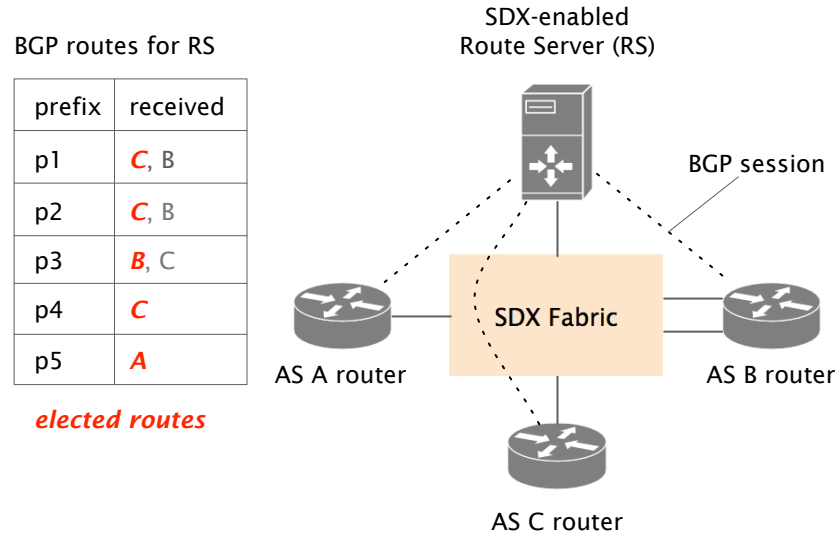 SDX-enabled
Route Server (RS)
BGP routes for RS
prefix received
p1 C, B
p2 C, B
p3 B, C
p4 C
p5 A
elected routes
BGP session
SDX Fabric
AS A router
AS B router
AS C router